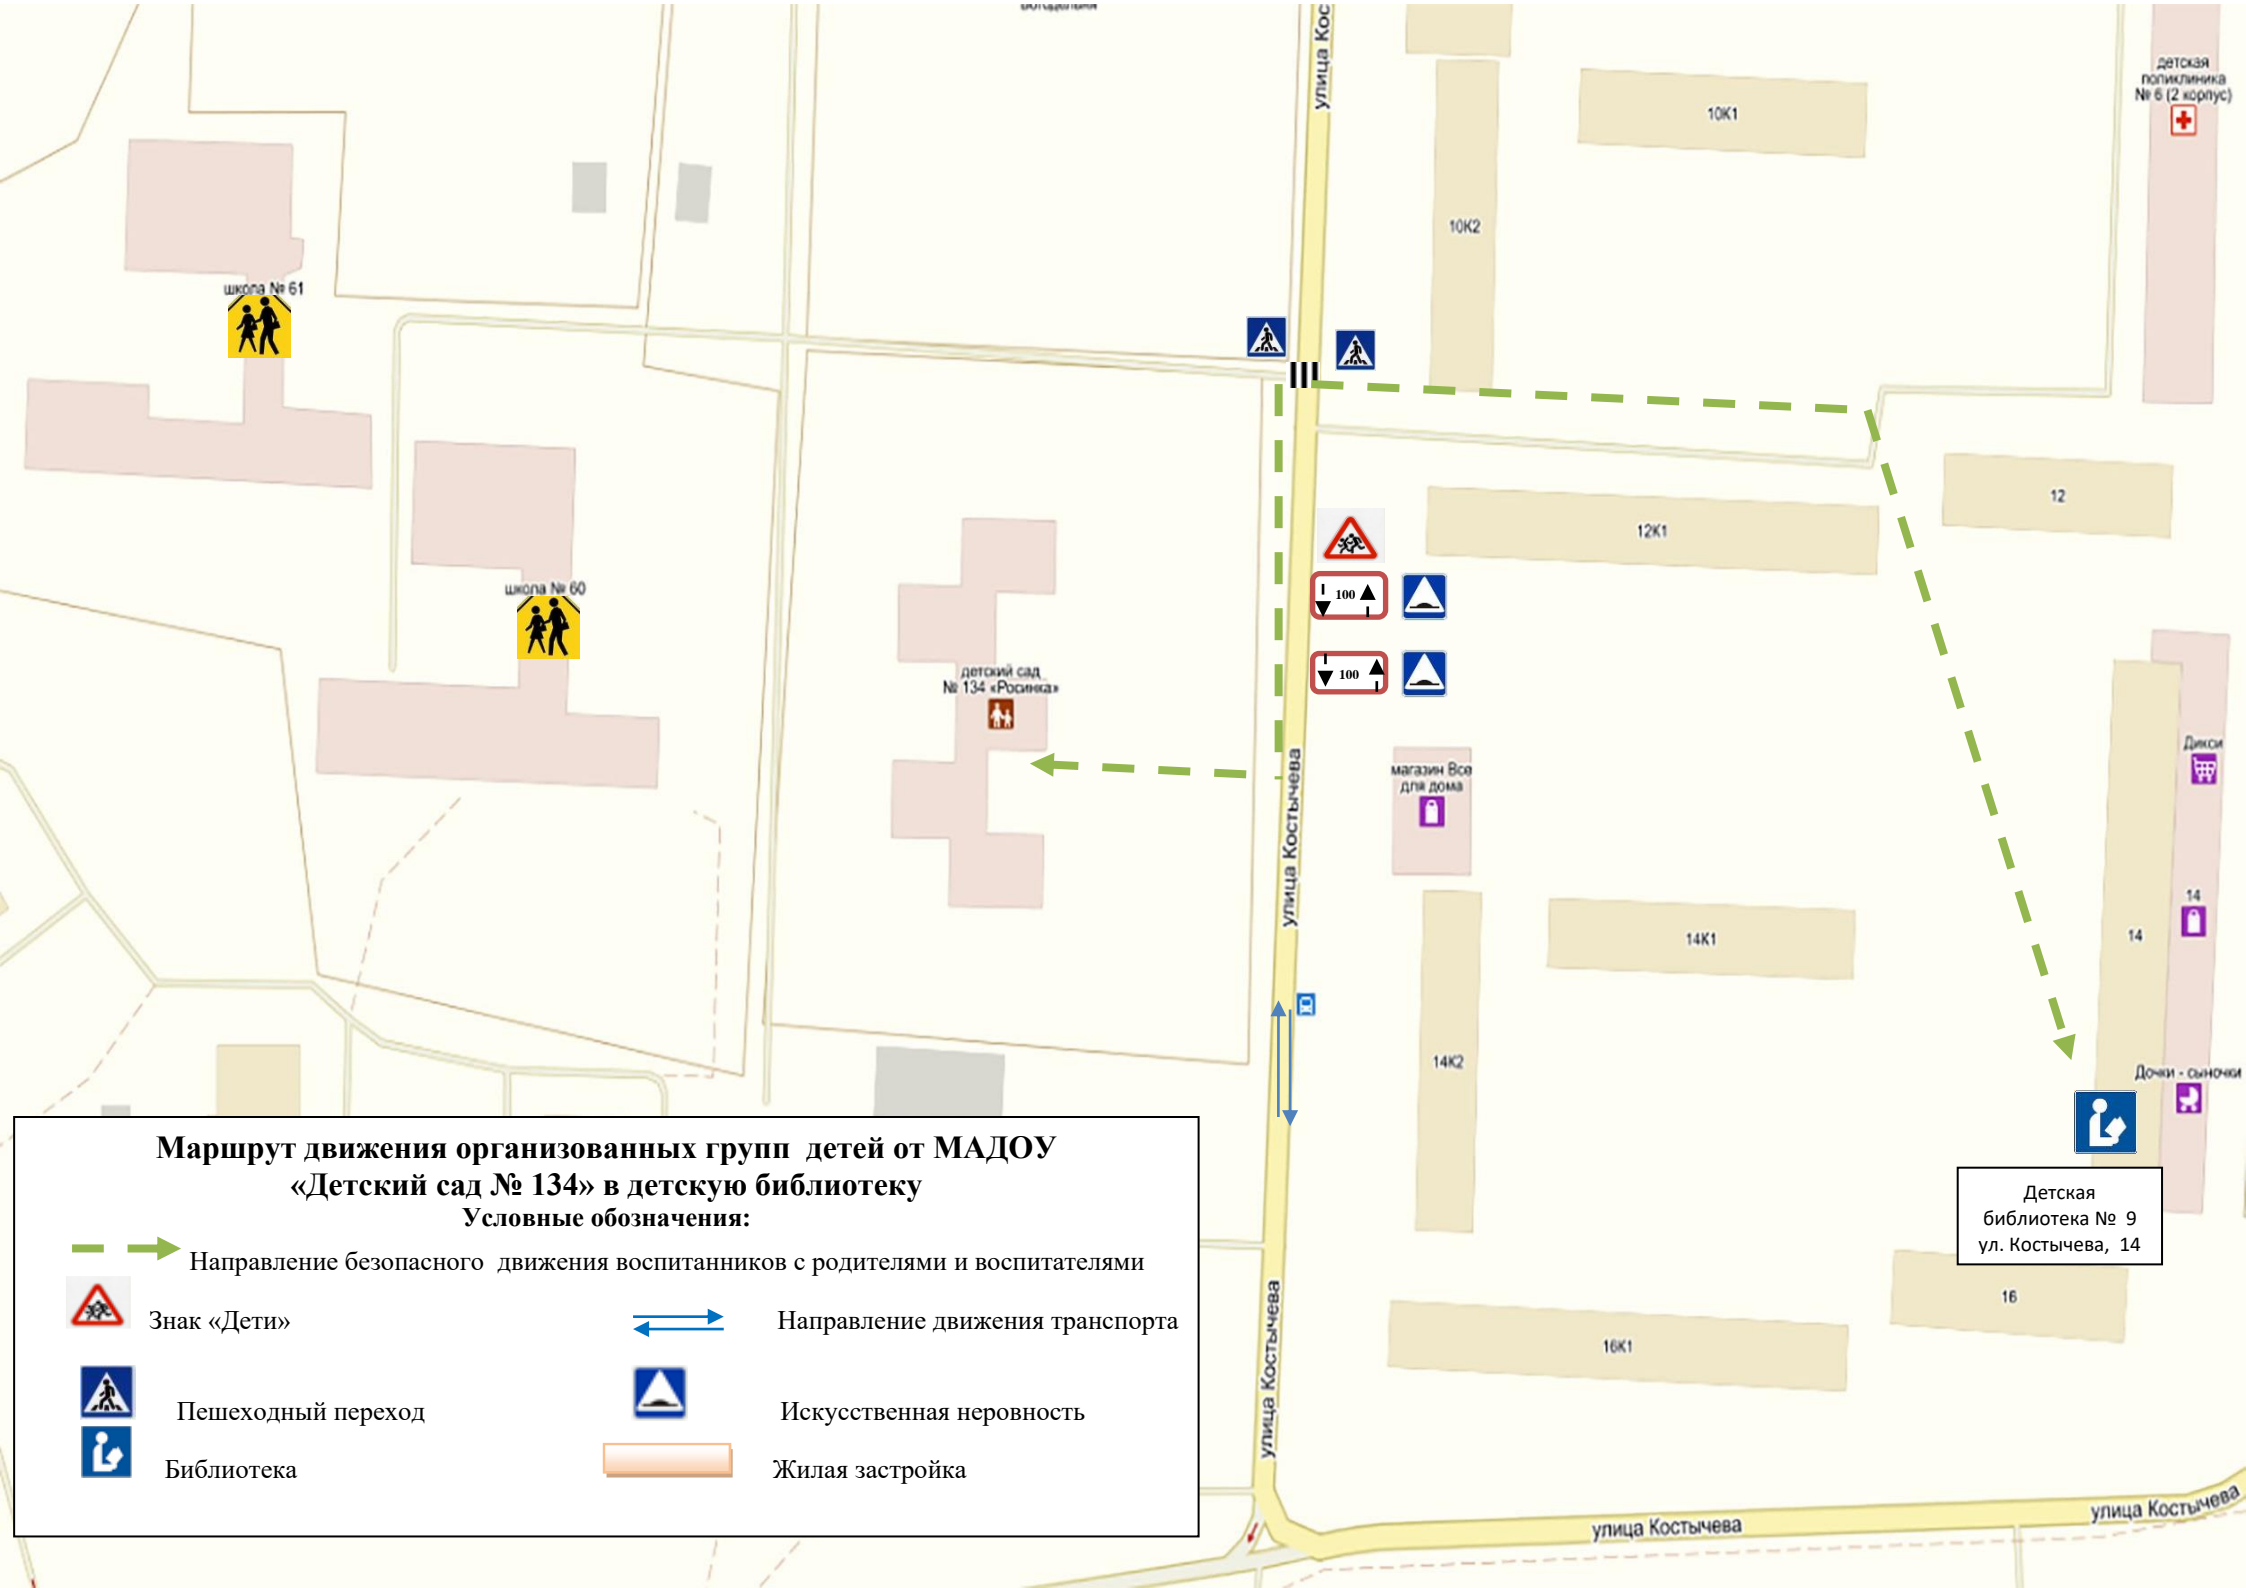 улица Кос
детская
поликлиника
№ 6 (2 корпус)
10К1
10К2
школа № 61
12
12К1
школа № 60
100
100
детский сад
№ 134 «Росинка»
магазин Все
для дома
Дикси
улица Костычева
14
14
14К1
14К2
Дочки - сыночки
Детская
библиотека № 9
ул. Костычева, 14
16
16К1
улица Костычева
улица Костычева
улица Костычева
Маршрут движения организованных групп детей от МАДОУ
«Детский сад № 134» в детскую библиотеку
Условные обозначения:
Направление безопасного движения воспитанников с родителями и воспитателями
Знак «Дети»
Направление движения транспорта
Пешеходный переход
Искусственная неровность
Библиотека
Жилая застройка